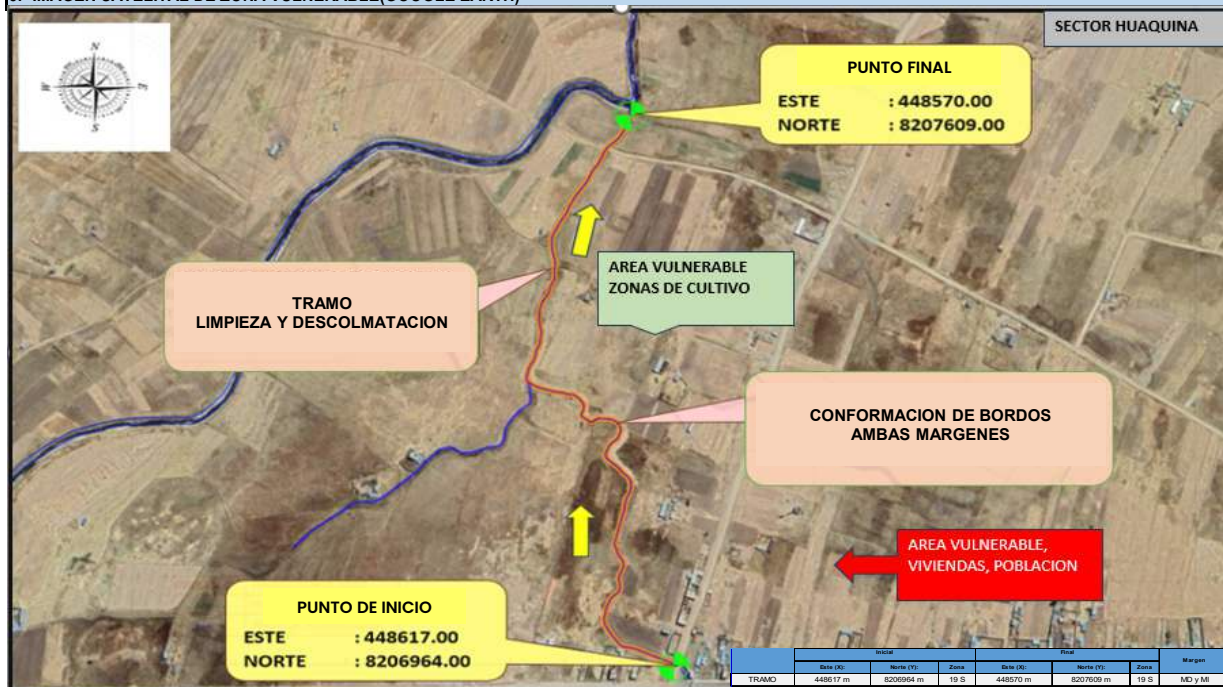 SECTOR HUAQUINA
N
W
E
S
PUNTO FINAL
ESTE : 448570.00
NORTE : 8207609.00
AREA VULNERABLE
ZONAS DE CULTIVO
TRAMO
LIMPIEZA Y DESCOLMATACION
CONFORMACION DE BORDOS
AMBAS MARGENES
AREA VULNERABLE,
VIVIENDAS, POBLACION
PUNTO DE INICIO
ESTE : 448617.00
NORTE : 8206964.00
Inicial Final Margen
Este (X): Norte (Y): Zona Este (X): Norte (Y): Zona
TRAMO 448617 m 8206964 m 19 S 448570 m 8207609 m 19 S MD y MI